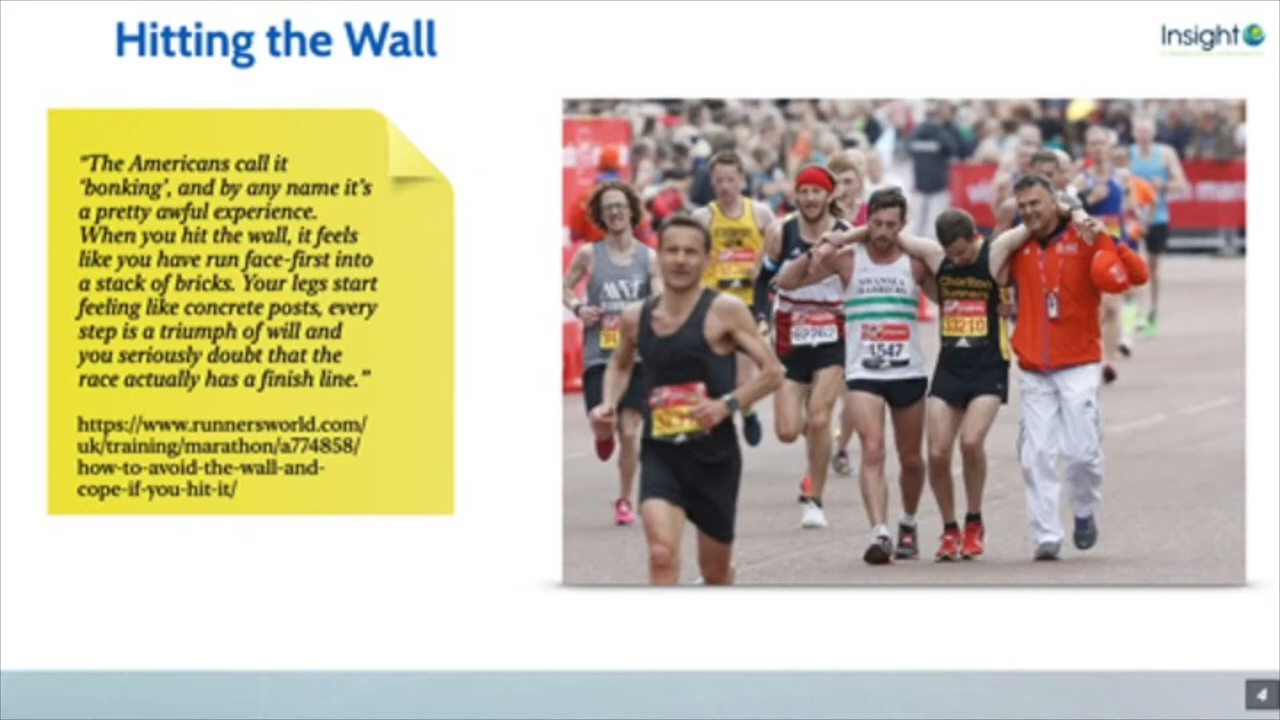 Hitting the Wall
Insight
"The Americans call it
'bonking', and by any name it's
a pretty awful experience.
When you hit the wall, it feels
like you have run face-first into
a stack of bricks. Your legs start
feeling like concrete posts, every
step is a triumph of will and
you seriously doubt that the
race actually has a finish line."
https://www.runnersworld.com/
uk/training/marathon/a774858/
how-to-avoid-the-wall-and-
cope-if-you-hit-it/
SWANSEA
HARRIERS
1547
33210
4